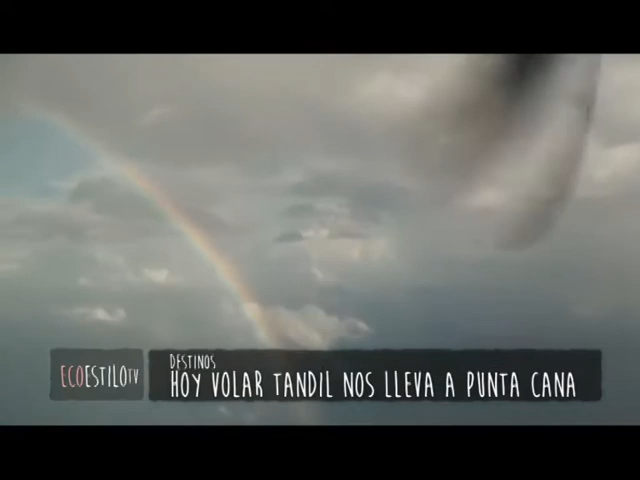 ECOESTILOTV
DESTINOS
HOY VOLAR TANDIL NOS LLEVA A PUNTA CANA